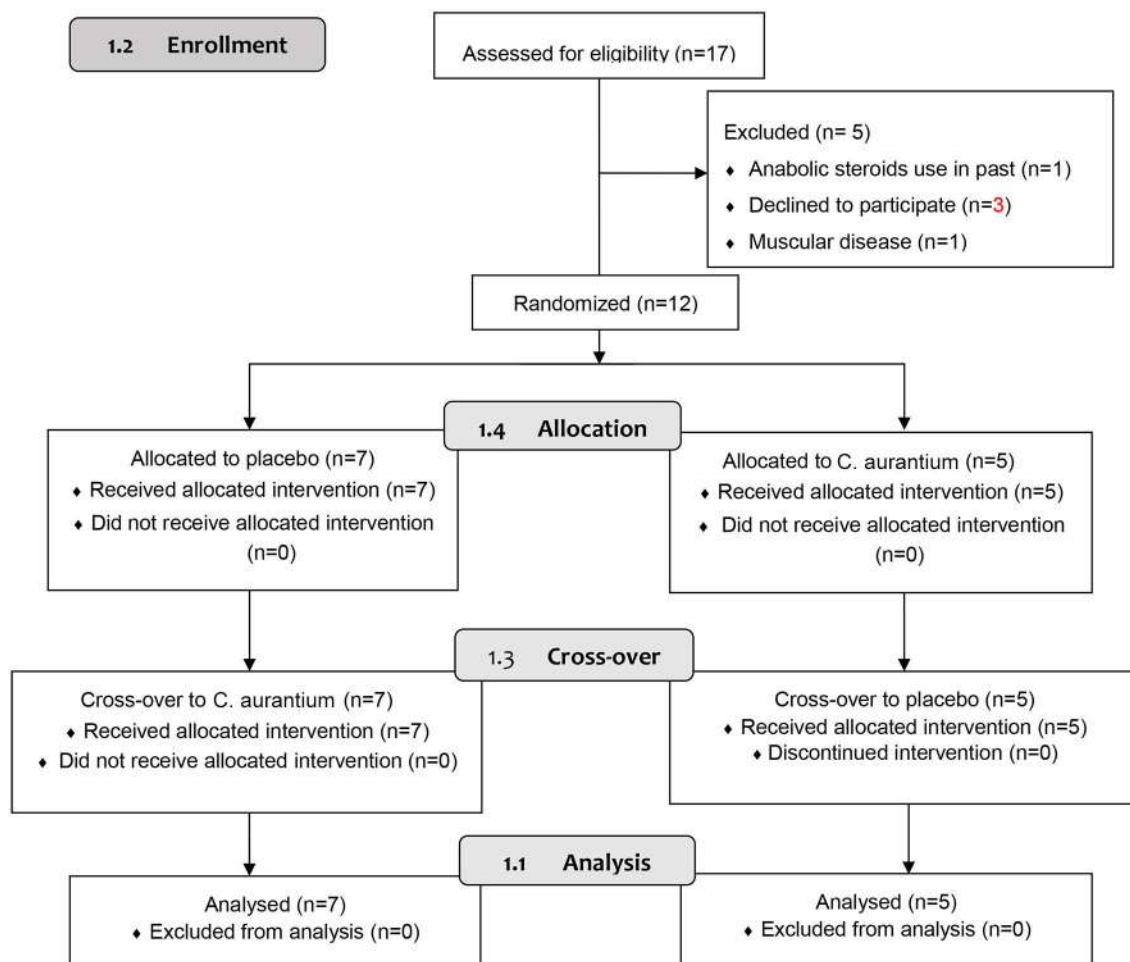 1.2 Enrollment
Assessed for eligibility (n=17)
Excluded (n= 5)
♦ Anabolic steroids use in past (n=1)
♦ Declined to participate (n=3)
♦ Muscular disease (n=1)
Randomized (n=12)
1.4 Allocation
Allocated to placebo (n=7)
♦ Received allocated intervention (n=7)
♦ Did not receive allocated intervention
(n=0)
Allocated to C. aurantium (n=5)
♦ Received allocated intervention (n=5)
♦ Did not receive allocated intervention
(n=0)
1.3 Cross-over
Cross-over to C. aurantium (n=7)
♦ Received allocated intervention (n=7)
♦ Did not receive allocated intervention (n=0)
Cross-over to placebo (n=5)
♦ Received allocated intervention (n=5)
♦ Discontinued intervention (n=0)
1.1 Analysis
Analysed (n=7)
♦ Excluded from analysis (n=0)
Analysed (n=5)
♦ Excluded from analysis (n=0)